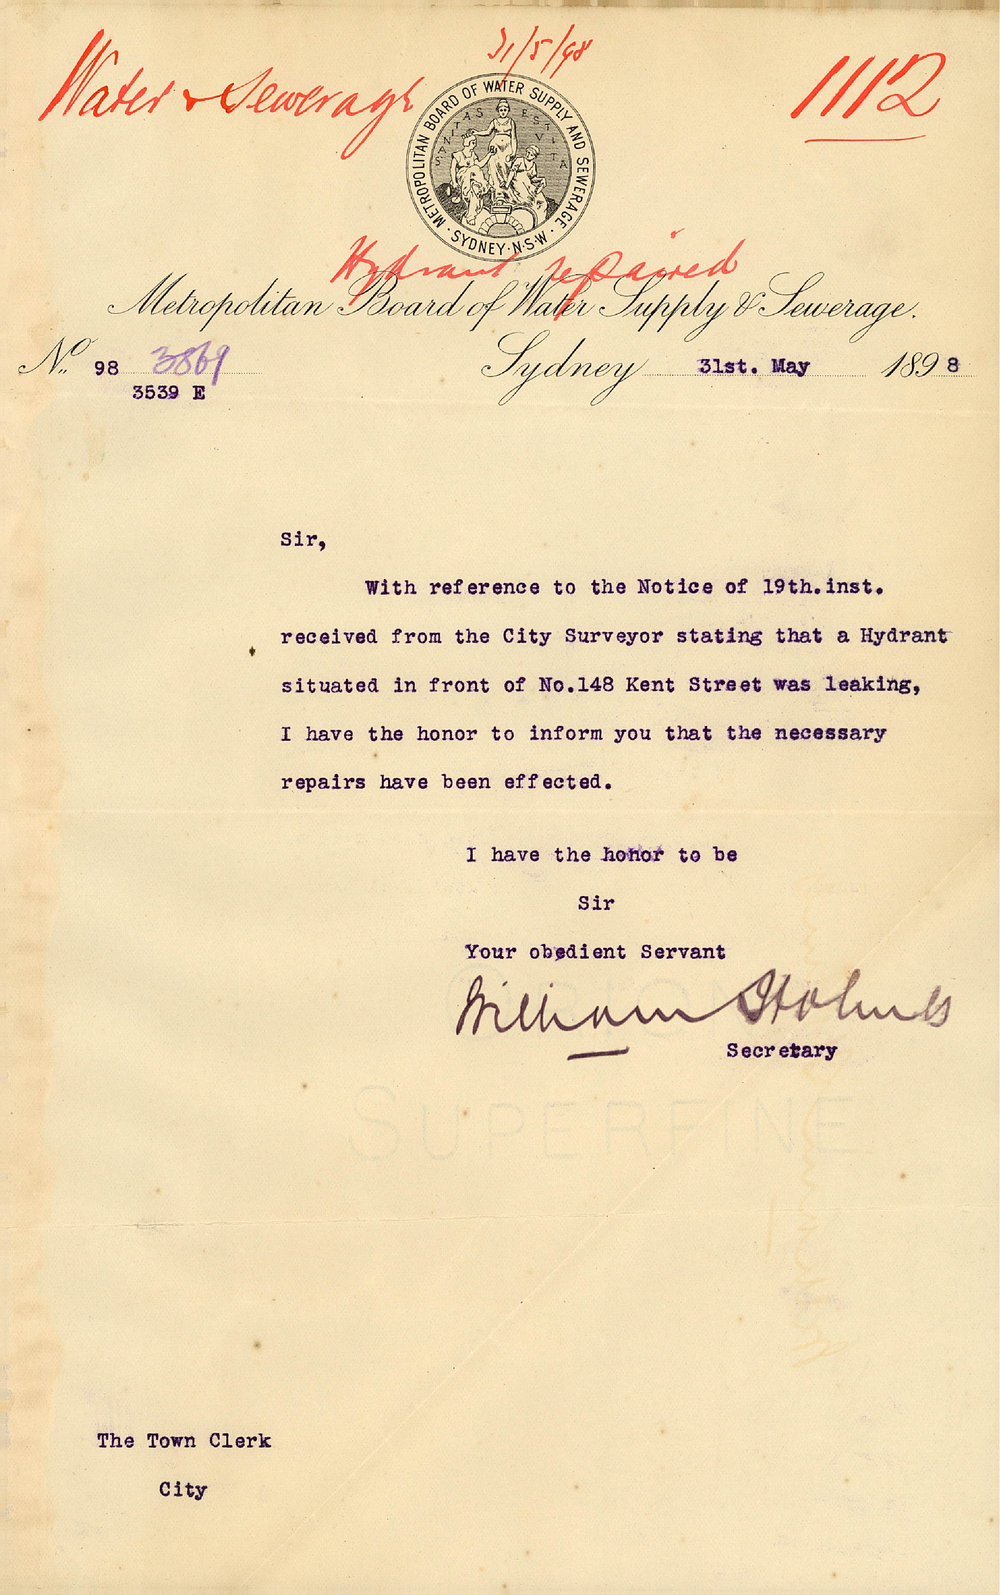 31/5/98
Water & Sewerage
1112
METROPOLITAN BOARD OF WATER SUPPLY AND SEWERAGE
SANITAS EST VITA
SYDNEY·N·S·W·
Hydrant repaired
Metropolitan Board of Water Supply & Sewerage.
No. 98 3869
3539 E
Sydney 31st. May 1898
Sir,
With reference to the Notice of 19th.inst.
received from the City Surveyor stating that a Hydrant
situated in front of No.148 Kent Street was leaking,
I have the honor to inform you that the necessary
repairs have been effected.
I have the honor to be
Sir
Your obedient Servant
William Holmes
Secretary
SUPERFINE
The Town Clerk
City